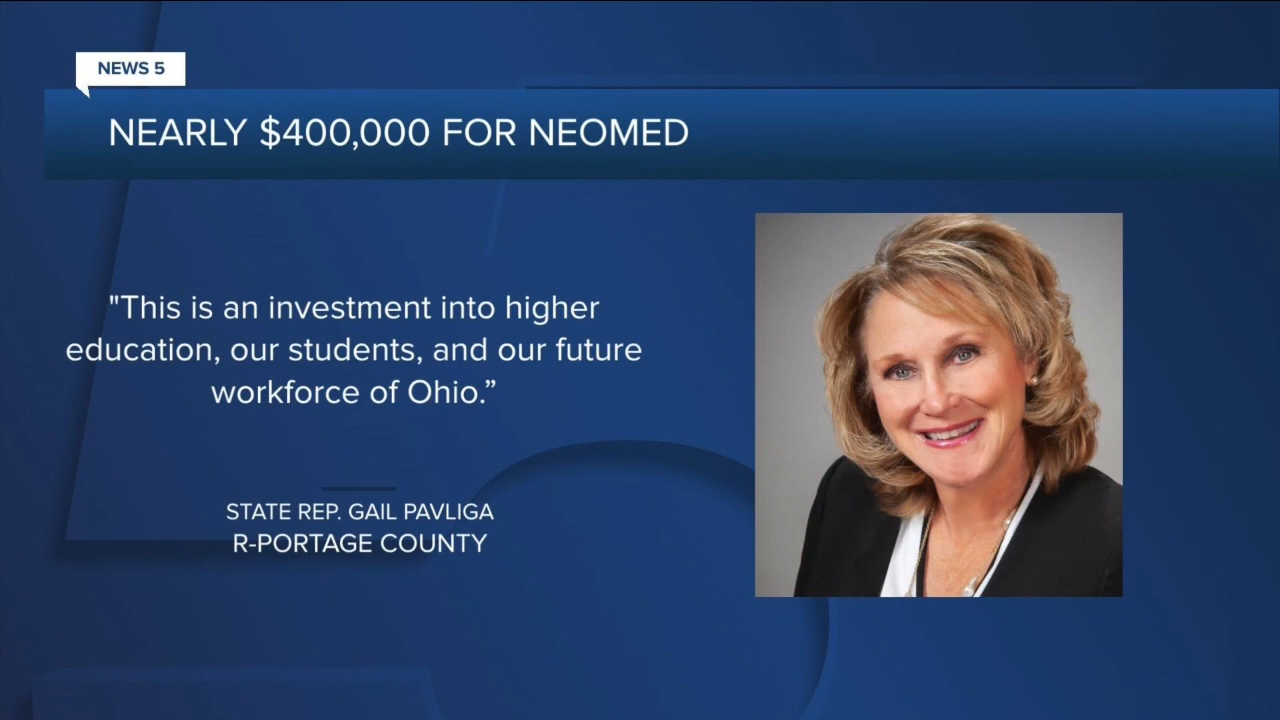 NEWS 5
NEARLY $400,000 FOR NEOMED
"This is an investment into higher
education, our students, and our future
workforce of Ohio.”
STATE REP. GAIL PAVLIGA
R-PORTAGE COUNTY